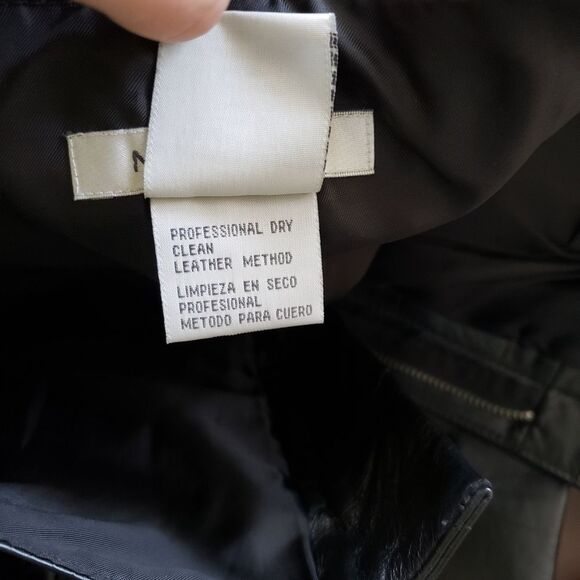 PROFESSIONAL DRY
CLEAN
LEATHER METHOD
LIMPIEZA EN SECO
PROFESIONAL
METODO PARA CUERO